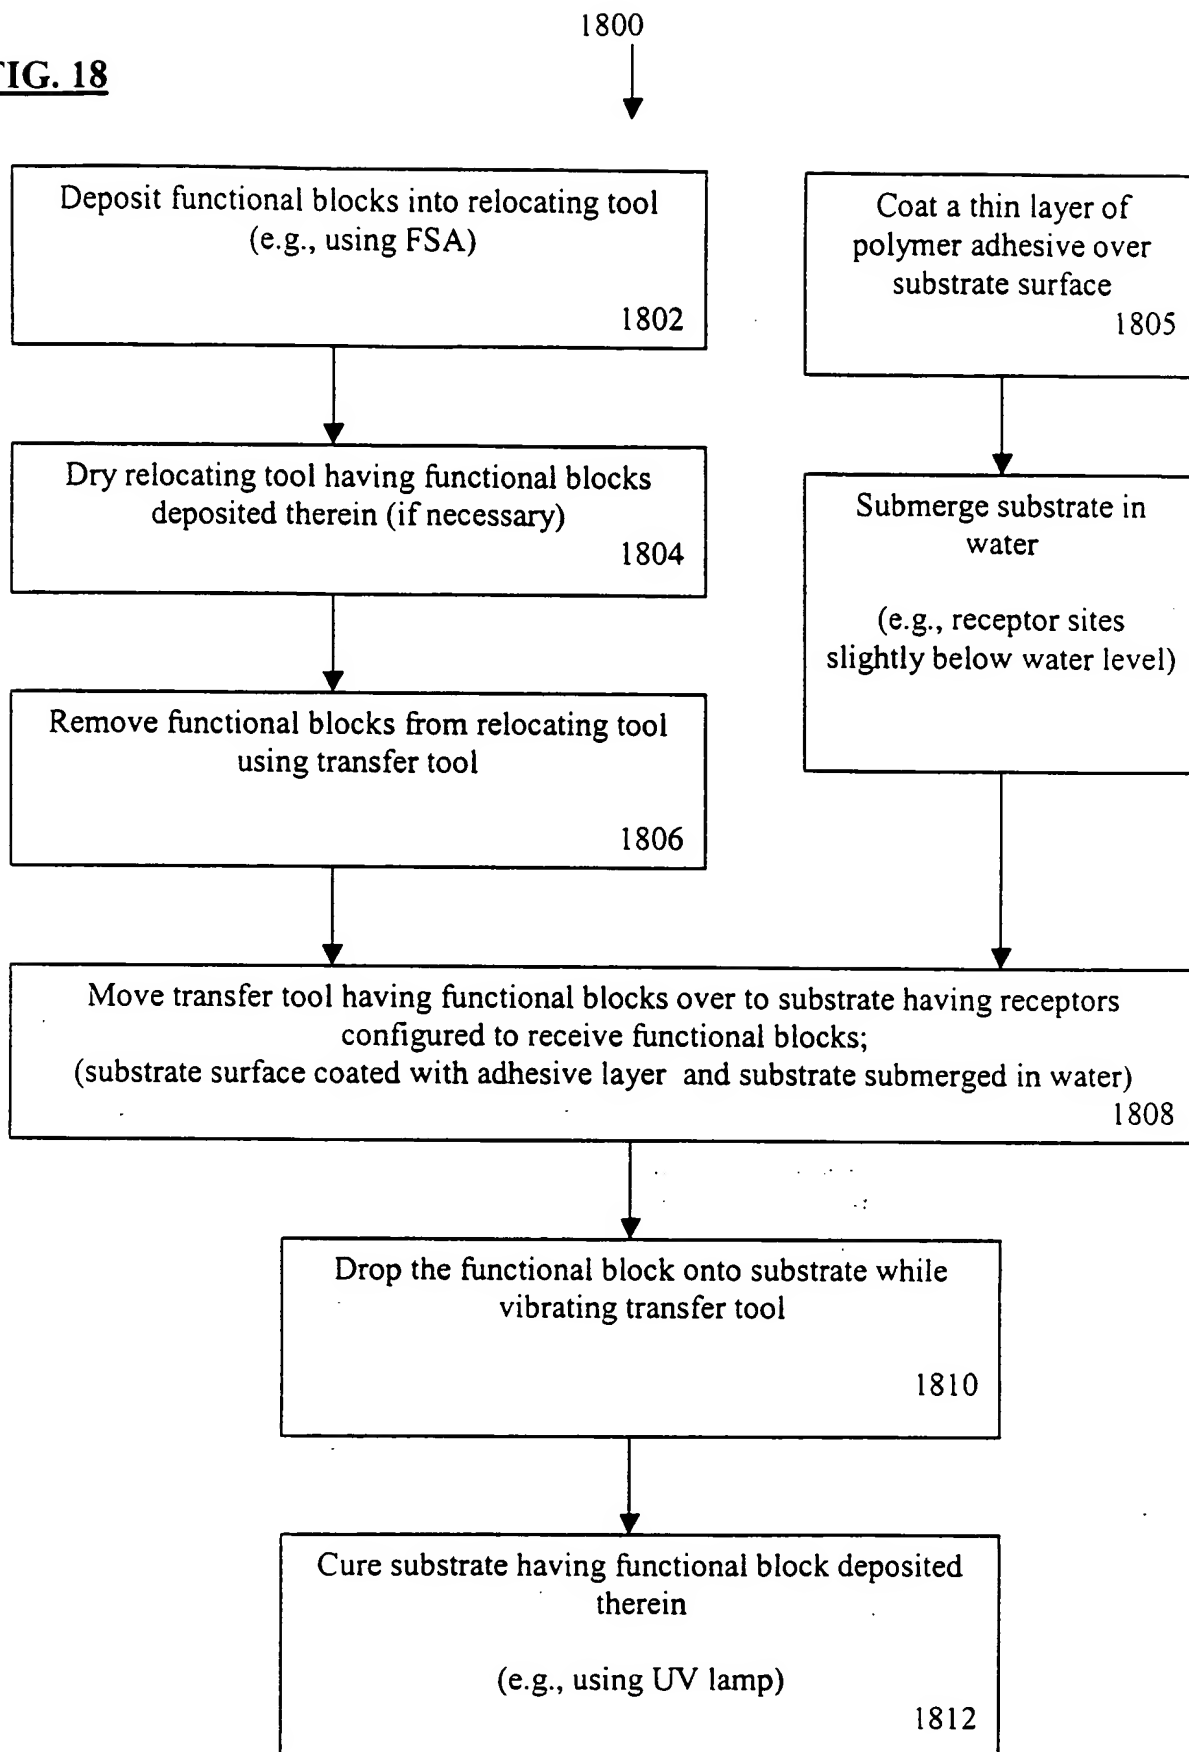 1800
FIG. 18
Deposit functional blocks into relocating tool
(e.g., using FSA)
1802
Coat a thin layer of
polymer adhesive over
substrate surface
1805
Dry relocating tool having functional blocks
deposited therein (if necessary)
1804
Submerge substrate in
water
(e.g., receptor sites
slightly below water level)
Remove functional blocks from relocating tool
using transfer tool
1806
Move transfer tool having functional blocks over to substrate having receptors
configured to receive functional blocks;
(substrate surface coated with adhesive layer and substrate submerged in water)
1808
Drop the functional block onto substrate while
vibrating transfer tool
1810
Cure substrate having functional block deposited
therein
(e.g., using UV lamp)
1812